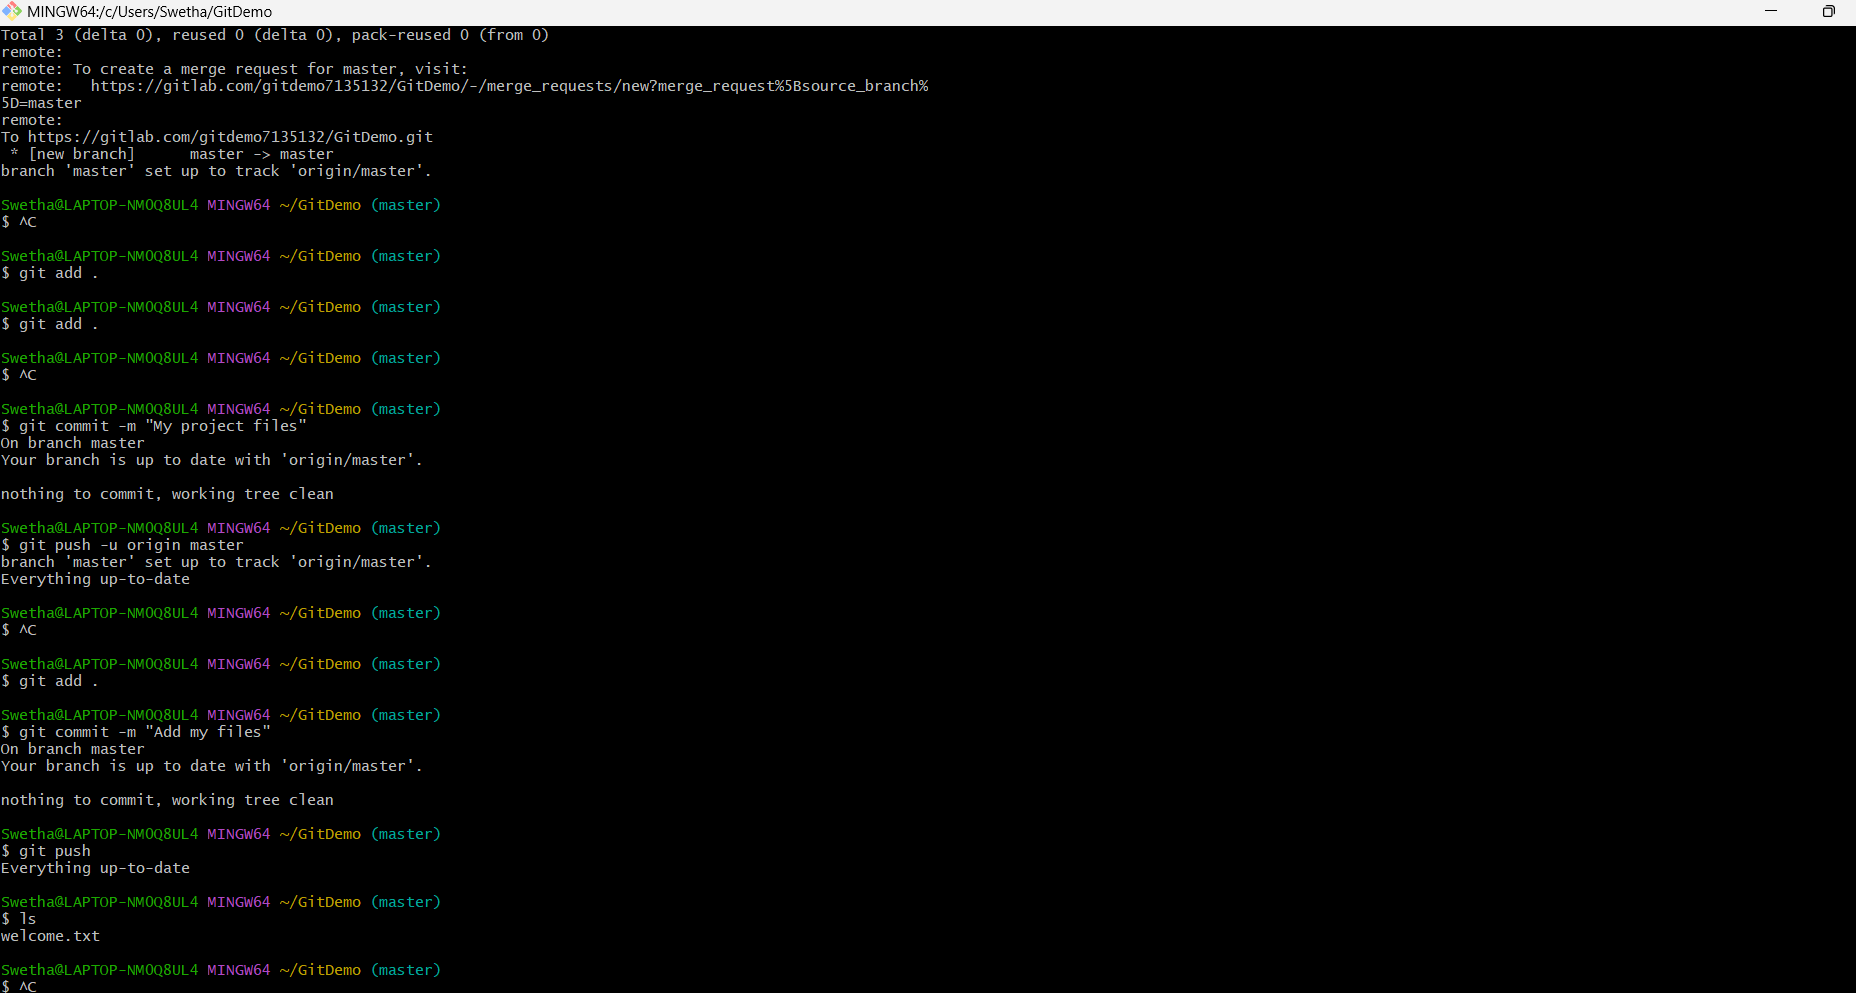 MINGW64:/c/Users/Swetha/GitDemo
Total 3 (delta 0), reused 0 (delta 0), pack-reused 0 (from 0)
remote:
remote: To create a merge request for master, visit:
remote:   https://gitlab.com/gitdemo7135132/GitDemo/-/merge_requests/new?merge_request%5Bsource_branch%
5D=master
remote:
To https://gitlab.com/gitdemo7135132/GitDemo.git
 * [new branch]      master -> master
branch 'master' set up to track 'origin/master'.
Swetha@LAPTOP-NM0Q8UL4 MINGW64 ~/GitDemo (master)
$ ^C
Swetha@LAPTOP-NM0Q8UL4 MINGW64 ~/GitDemo (master)
$ git add .
Swetha@LAPTOP-NM0Q8UL4 MINGW64 ~/GitDemo (master)
$ git add .
Swetha@LAPTOP-NM0Q8UL4 MINGW64 ~/GitDemo (master)
$ ^C
Swetha@LAPTOP-NM0Q8UL4 MINGW64 ~/GitDemo (master)
$ git commit -m "My project files"
On branch master
Your branch is up to date with 'origin/master'.
nothing to commit, working tree clean
Swetha@LAPTOP-NM0Q8UL4 MINGW64 ~/GitDemo (master)
$ git push -u origin master
branch 'master' set up to track 'origin/master'.
Everything up-to-date
Swetha@LAPTOP-NM0Q8UL4 MINGW64 ~/GitDemo (master)
$ ^C
Swetha@LAPTOP-NM0Q8UL4 MINGW64 ~/GitDemo (master)
$ git add .
Swetha@LAPTOP-NM0Q8UL4 MINGW64 ~/GitDemo (master)
$ git commit -m "Add my files"
On branch master
Your branch is up to date with 'origin/master'.
nothing to commit, working tree clean
Swetha@LAPTOP-NM0Q8UL4 MINGW64 ~/GitDemo (master)
$ git push
Everything up-to-date
Swetha@LAPTOP-NM0Q8UL4 MINGW64 ~/GitDemo (master)
$ ls
welcome.txt
Swetha@LAPTOP-NM0Q8UL4 MINGW64 ~/GitDemo (master)
$ ^C